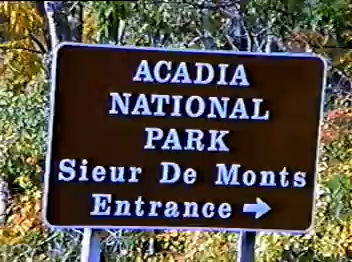 ACADIA
NATIONAL
PARK
Sieur De Monts
Entrance →